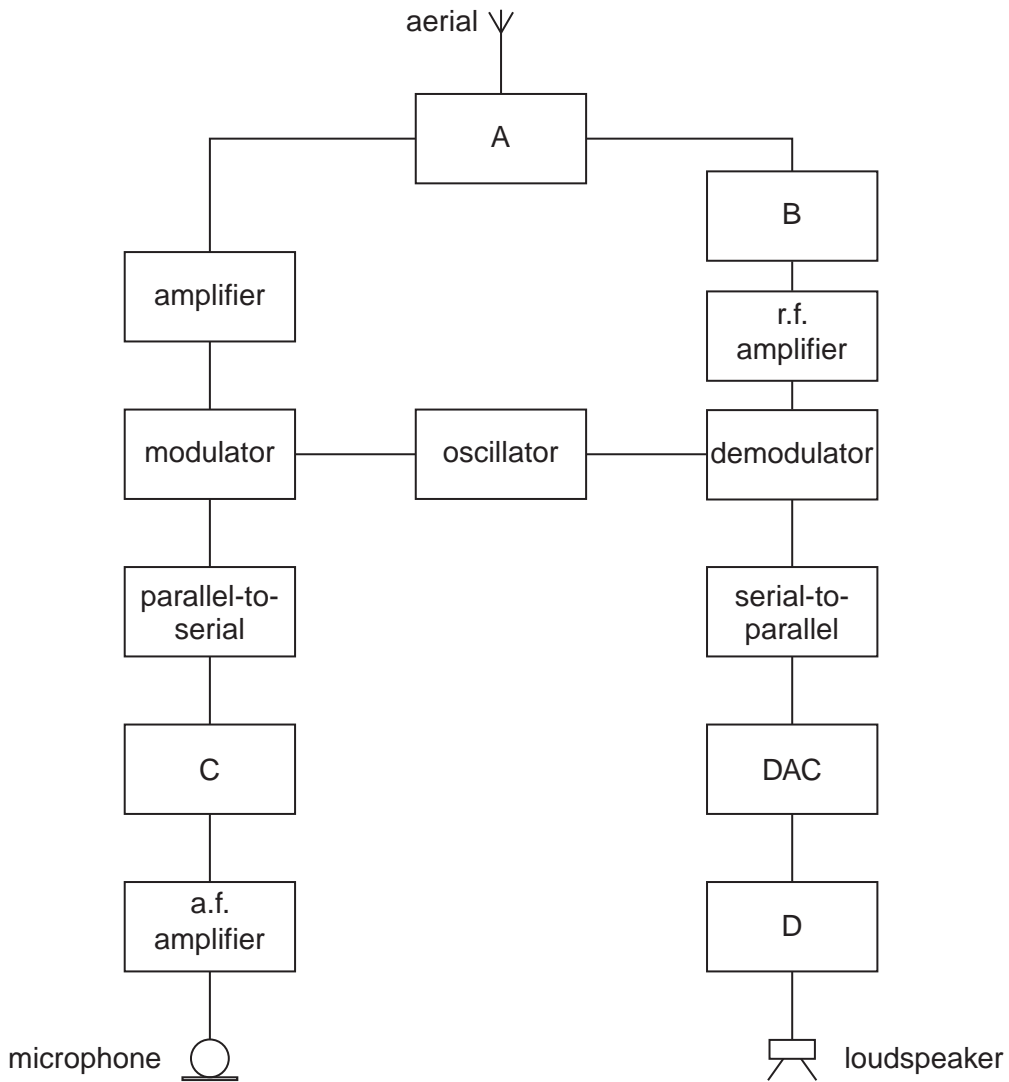 aerial
A
B
amplifier
r.f.
amplifier
modulator
oscillator
demodulator
parallel-to-
serial
serial-to-
parallel
C
DAC
a.f.
amplifier
D
microphone
loudspeaker